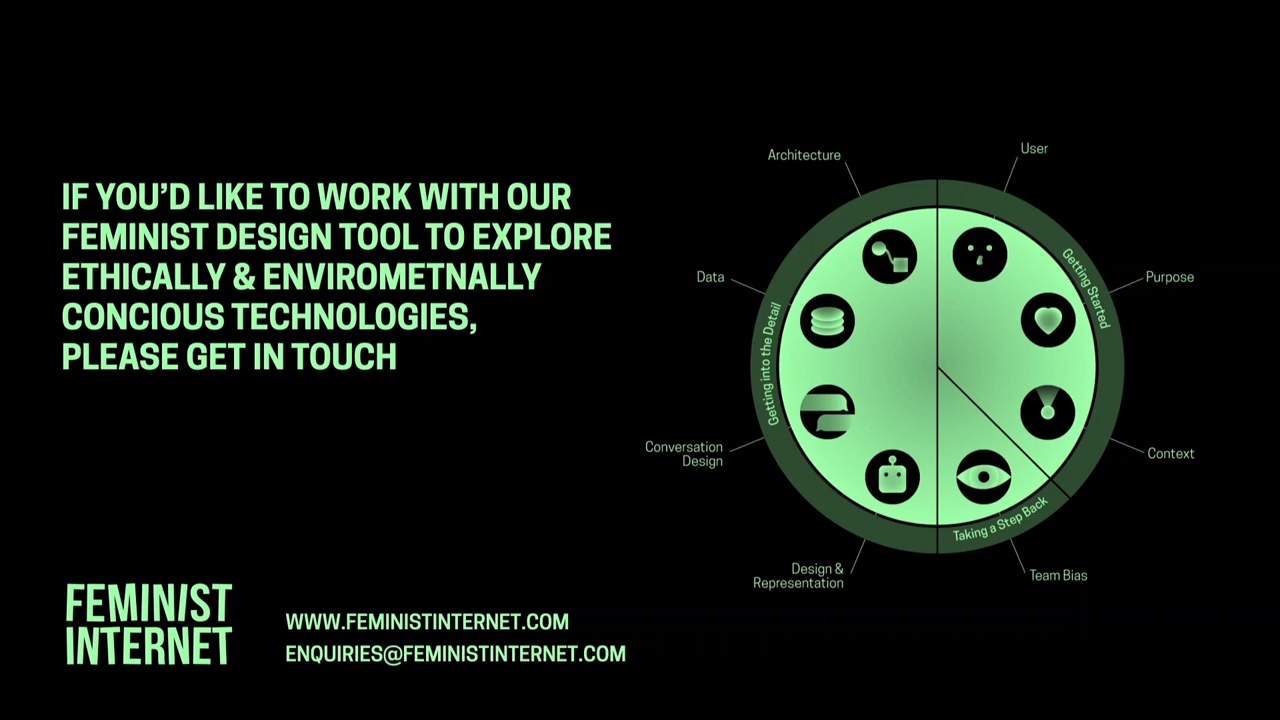 IF YOU'D LIKE TO WORK WITH OUR
FEMINIST DESIGN TOOL TO EXPLORE
ETHICALLY & ENVIROMETNALLY
CONCIOUS TECHNOLOGIES,
PLEASE GET IN TOUCH
FEMINIST
INTERNET
WWW.FEMINISTINTERNET.COM
ENQUIRIES@FEMINISTINTERNET.COM
Architecture
User
Data
Purpose
Getting Started
Getting into the Detail
Conversation
Design
Context
Taking a Step Back
Design &
Representation
Team Bias